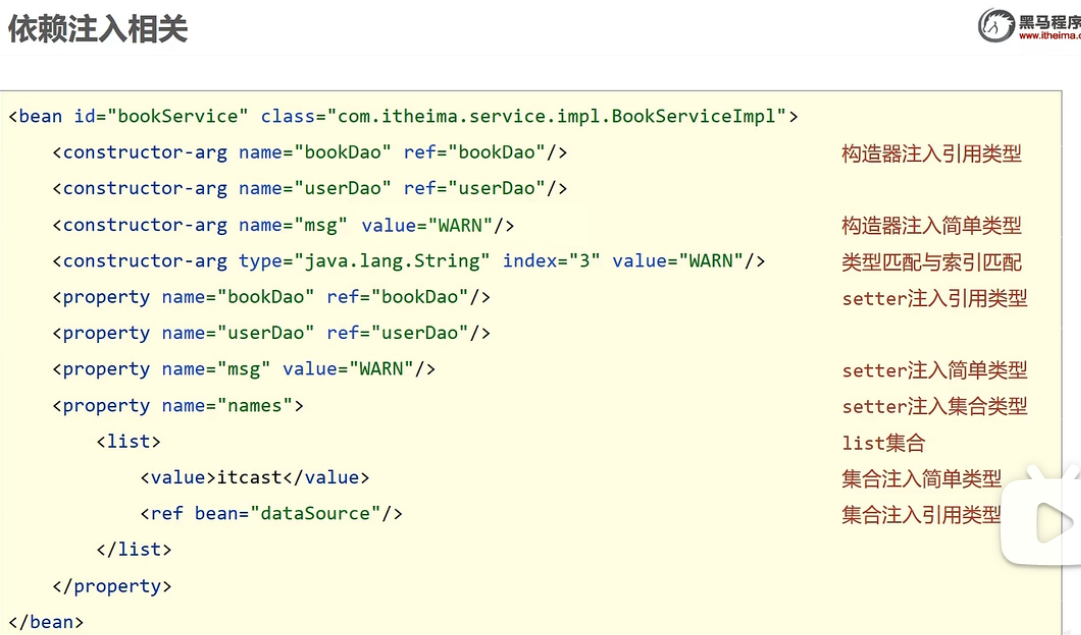 依赖注入相关
黑马程序
www.itheima.c
<bean id="bookService" class="com.itheima.service.impl.BookServiceImpl">
<constructor-arg name="bookDao" ref="bookDao"/> 构造器注入引用类型
<constructor-arg name="userDao" ref="userDao"/>
<constructor-arg name="msg" value="WARN"/> 构造器注入简单类型
<constructor-arg type="java.lang.String" index="3" value="WARN"/> 类型匹配与索引匹配
<property name="bookDao" ref="bookDao"/> setter注入引用类型
<property name="userDao" ref="userDao"/>
<property name="msg" value="WARN"/> setter注入简单类型
<property name="names"> setter注入集合类型
<list> list集合
<value>itcast</value> 集合注入简单类型
<ref bean="dataSource"/> 集合注入引用类型
</list>
</property>
</bean>